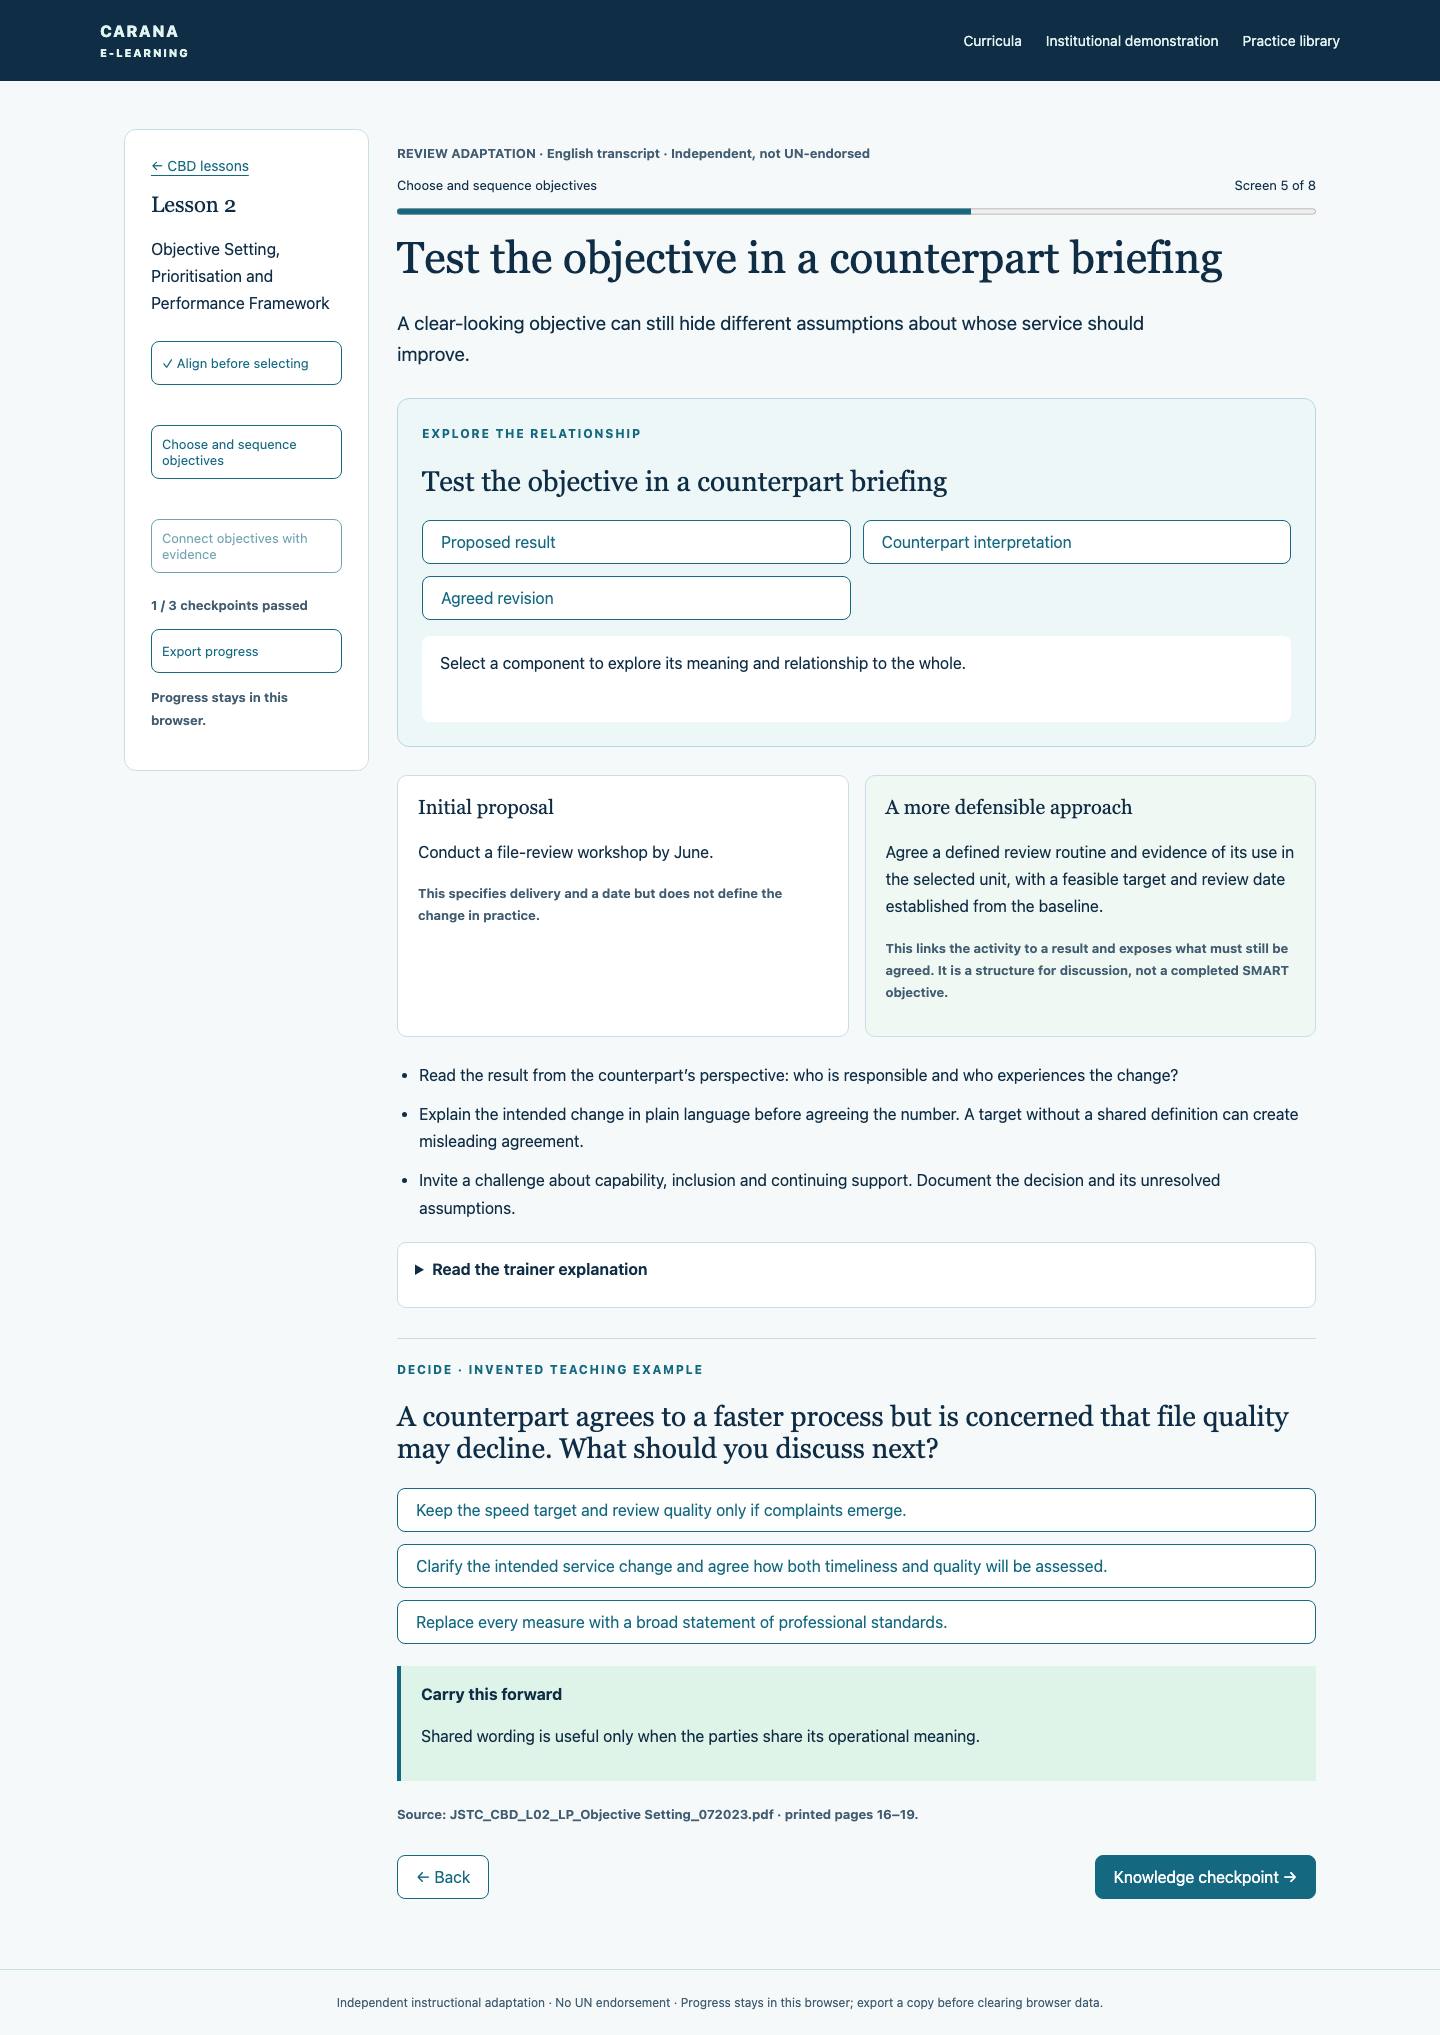 CARANA
E-LEARNING
Curricula
Institutional demonstration
Practice library
← CBD lessons
Lesson 2
Objective Setting,
Prioritisation and
Performance Framework
✓ Align before selecting
Choose and sequence
objectives
Connect objectives with
evidence
1 / 3 checkpoints passed
Export progress
Progress stays in this
browser.
REVIEW ADAPTATION · English transcript · Independent, not UN-endorsed
Choose and sequence objectives
Screen 5 of 8
Test the objective in a counterpart briefing
A clear-looking objective can still hide different assumptions about whose service should
improve.
EXPLORE THE RELATIONSHIP
Test the objective in a counterpart briefing
Proposed result
Counterpart interpretation
Agreed revision
Select a component to explore its meaning and relationship to the whole.
Initial proposal
Conduct a file-review workshop by June.
This specifies delivery and a date but does not define the
change in practice.
A more defensible approach
Agree a defined review routine and evidence of its use in
the selected unit, with a feasible target and review date
established from the baseline.
This links the activity to a result and exposes what must still be
agreed. It is a structure for discussion, not a completed SMART
objective.
• Read the result from the counterpart’s perspective: who is responsible and who experiences the change?
• Explain the intended change in plain language before agreeing the number. A target without a shared definition can create
misleading agreement.
• Invite a challenge about capability, inclusion and continuing support. Document the decision and its unresolved
assumptions.
▶ Read the trainer explanation
DECIDE · INVENTED TEACHING EXAMPLE
A counterpart agrees to a faster process but is concerned that file quality
may decline. What should you discuss next?
Keep the speed target and review quality only if complaints emerge.
Clarify the intended service change and agree how both timeliness and quality will be assessed.
Replace every measure with a broad statement of professional standards.
Carry this forward
Shared wording is useful only when the parties share its operational meaning.
Source: JSTC_CBD_L02_LP_Objective Setting_072023.pdf · printed pages 16–19.
← Back
Knowledge checkpoint →
Independent instructional adaptation · No UN endorsement · Progress stays in this browser; export a copy before clearing browser data.